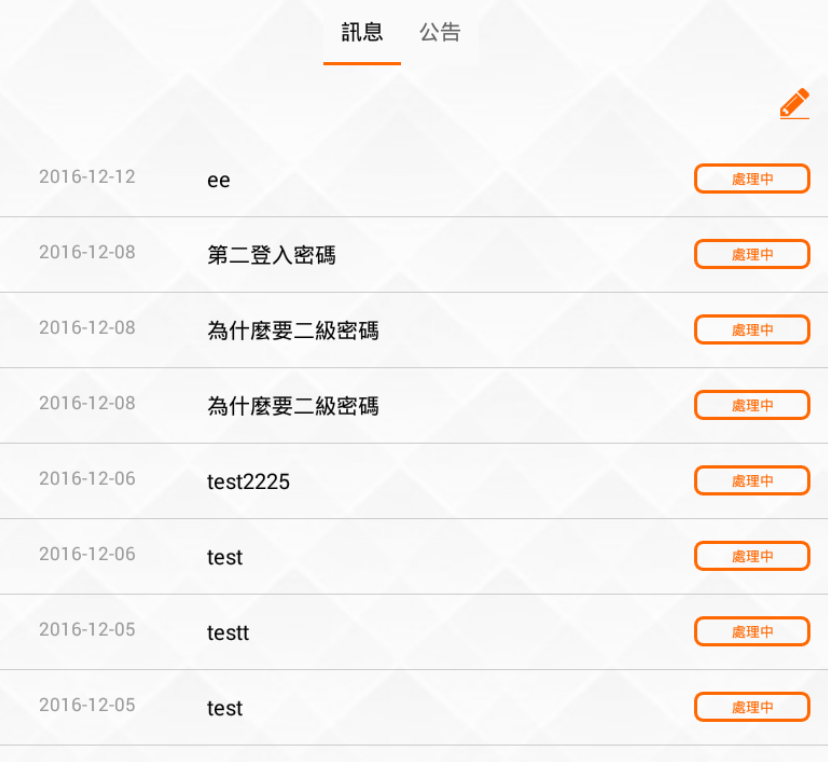 訊息 公告
2016-12-12 ee 處理中
2016-12-08 第二登入密碼 處理中
2016-12-08 為什麼要二級密碼 處理中
2016-12-08 為什麼要二級密碼 處理中
2016-12-06 test2225 處理中
2016-12-06 test 處理中
2016-12-05 testt 處理中
2016-12-05 test 處理中